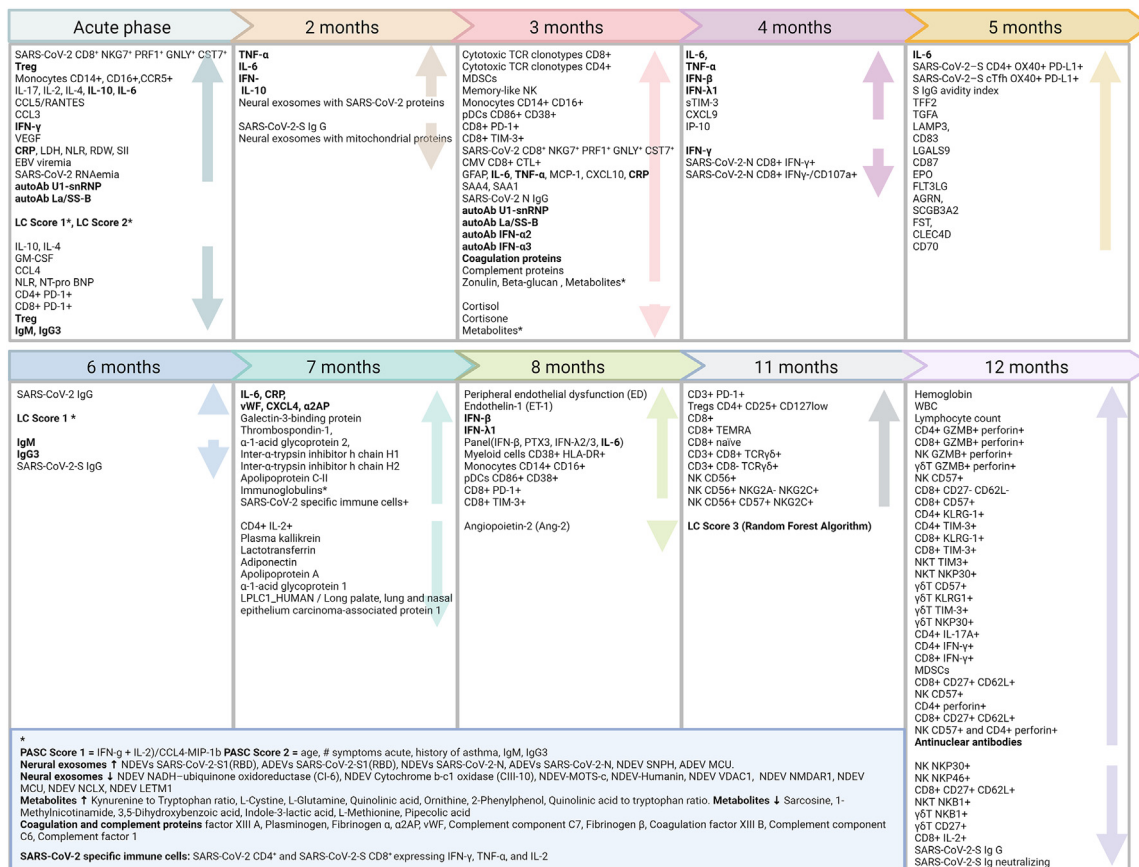 Acute phase
SARS-CoV-2 CD8⁺ NKG7⁺ PRF1⁺ GNLY⁺ CST7⁺
Treg
Monocytes CD14+, CD16+,CCR5+
IL-17, IL-2, IL-4, IL-10, IL-6
CCL5/RANTES
CCL3
IFN-γ
VEGF
CRP, LDH, NLR, RDW, SII
EBV viremia
SARS-CoV-2 RNAemia
autoAb U1-snRNP
autoAb La/SS-B
LC Score 1*, LC Score 2*
IL-10, IL-4
GM-CSF
CCL4
NLR, NT-pro BNP
CD4+ PD-1+
CD8+ PD-1+
Treg
IgM, IgG3
2 months
TNF-α
IL-6
IFN-
IL-10
Neural exosomes with SARS-CoV-2 proteins
SARS-CoV-2-S Ig G
Neural exosomes with mitochondrial proteins
3 months
Cytotoxic TCR clonotypes CD8+
Cytotoxic TCR clonotypes CD4+
MDSCs
Memory-like NK
Monocytes CD14+ CD16+
pDCs CD86+ CD38+
CD8+ PD-1+
CD8+ TIM-3+
SARS-CoV-2 CD8⁺ NKG7⁺ PRF1⁺ GNLY⁺ CST7⁺
CMV CD8+ CTL+
GFAP, IL-6, TNF-α, MCP-1, CXCL10, CRP
SAA4, SAA1
SARS-CoV-2 N IgG
autoAb U1-snRNP
autoAb La/SS-B
autoAb IFN-α2
autoAb IFN-α3
Coagulation proteins
Complement proteins
Zonulin, Beta-glucan , Metabolites*
Cortisol
Cortisone
Metabolites*
4 months
IL-6,
TNF-α
IFN-β
IFN-λ1
sTIM-3
CXCL9
IP-10
IFN-γ
SARS-CoV-2-N CD8+ IFN-γ+
SARS-CoV-2-N CD8+ IFNγ-/CD107a+
5 months
IL-6
SARS-CoV-2–S CD4+ OX40+ PD-L1+
SARS-CoV-2–S cTfh OX40+ PD-L1+
S IgG avidity index
TFF2
TGFA
LAMP3,
CD83
LGALS9
CD87
EPO
FLT3LG
AGRN,
SCGB3A2
FST,
CLEC4D
CD70
6 months
SARS-CoV-2 IgG
LC Score 1 *
IgM
IgG3
SARS-CoV-2-S IgG
7 months
IL-6, CRP,
vWF, CXCL4, α2AP
Galectin-3-binding protein
Thrombospondin-1,
α-1-acid glycoprotein 2,
Inter-α-trypsin inhibitor h chain H1
Inter-α-trypsin inhibitor h chain H2
Apolipoprotein C-II
Immunoglobulins*
SARS-CoV-2 specific immune cells+
CD4+ IL-2+
Plasma kallikrein
Lactotransferrin
Adiponectin
Apolipoprotein A
α-1-acid glycoprotein 1
LPLC1_HUMAN / Long palate, lung and nasal
epithelium carcinoma-associated protein 1
8 months
Peripheral endothelial dysfunction (ED)
Endothelin-1 (ET-1)
IFN-β
IFN-λ1
Panel(IFN-β, PTX3, IFN-λ2/3, IL-6)
Myeloid cells CD38+ HLA-DR+
Monocytes CD14+ CD16+
pDCs CD86+ CD38+
CD8+ PD-1+
CD8+ TIM-3+
Angiopoietin-2 (Ang-2)
11 months
CD3+ PD-1+
Tregs CD4+ CD25+ CD127low
CD8+
CD8+ TEMRA
CD8+ naïve
CD3+ CD8+ TCRγδ+
CD3+ CD8- TCRγδ+
NK CD56+
NK CD56+ NKG2A- NKG2C+
NK CD56+ CD57+ NKG2C+
LC Score 3 (Random Forest Algorithm)
12 months
Hemoglobin
WBC
Lymphocyte count
CD4+ GZMB+ perforin+
CD8+ GZMB+ perforin+
NK GZMB+ perforin+
γδT GZMB+ perforin+
NK CD57+
CD8+ CD27- CD62L-
CD8+ CD57+
CD4+ KLRG-1+
CD4+ TIM-3+
CD8+ KLRG-1+
CD8+ TIM-3+
NKT TIM3+
NKT NKP30+
γδT CD57+
γδT KLRG1+
γδT TIM-3+
γδT NKP30+
CD4+ IL-17A+
CD4+ IFN-γ+
CD8+ IFN-γ+
MDSCs
CD8+ CD27+ CD62L+
NK CD57+
CD4+ perforin+
CD8+ CD27+ CD62L+
NK CD57+ and CD4+ perforin+
Antinuclear antibodies
NK NKP30+
NK NKP46+
CD8+ CD27+ CD62L+
NKT NKB1+
γδT NKB1+
γδT CD27+
CD8+ IL-2+
SARS-CoV-2-S Ig G
SARS-CoV-2-S Ig neutralizing
*
PASC Score 1 = IFN-g + IL-2)/CCL4-MIP-1b PASC Score 2 = age, # symptoms acute, history of asthma, IgM, IgG3
Nerural exosomes ↑ NDEVs SARS-CoV-2-S1(RBD), ADEVs SARS-CoV-2-S1(RBD), NDEVs SARS-CoV-2-N, ADEVs SARS-CoV-2-N, NDEV SNPH, ADEV MCU.
Neural exosomes ↓ NDEV NADH–ubiquinone oxidoreductase (CI-6), NDEV Cytochrome b-c1 oxidase (CIII-10), NDEV-MOTS-c, NDEV-Humanin, NDEV VDAC1, NDEV NMDAR1, NDEV
MCU, NDEV NCLX, NDEV LETM1
Metabolites ↑ Kynurenine to Tryptophan ratio, L-Cystine, L-Glutamine, Quinolinic acid, Ornithine, 2-Phenylphenol, Quinolinic acid to tryptophan ratio. Metabolites ↓ Sarcosine, 1-
Methylnicotinamide, 3,5-Dihydroxybenzoic acid, Indole-3-lactic acid, L-Methionine, Pipecolic acid
Coagulation and complement proteins factor XIII A, Plasminogen, Fibrinogen α, α2AP, vWF, Complement component C7, Fibrinogen β, Coagulation factor XIII B, Complement component
C6, Complement factor 1
SARS-CoV-2 specific immune cells: SARS-CoV-2 CD4⁺ and SARS-CoV-2-S CD8⁺ expressing IFN-γ, TNF-α, and IL-2